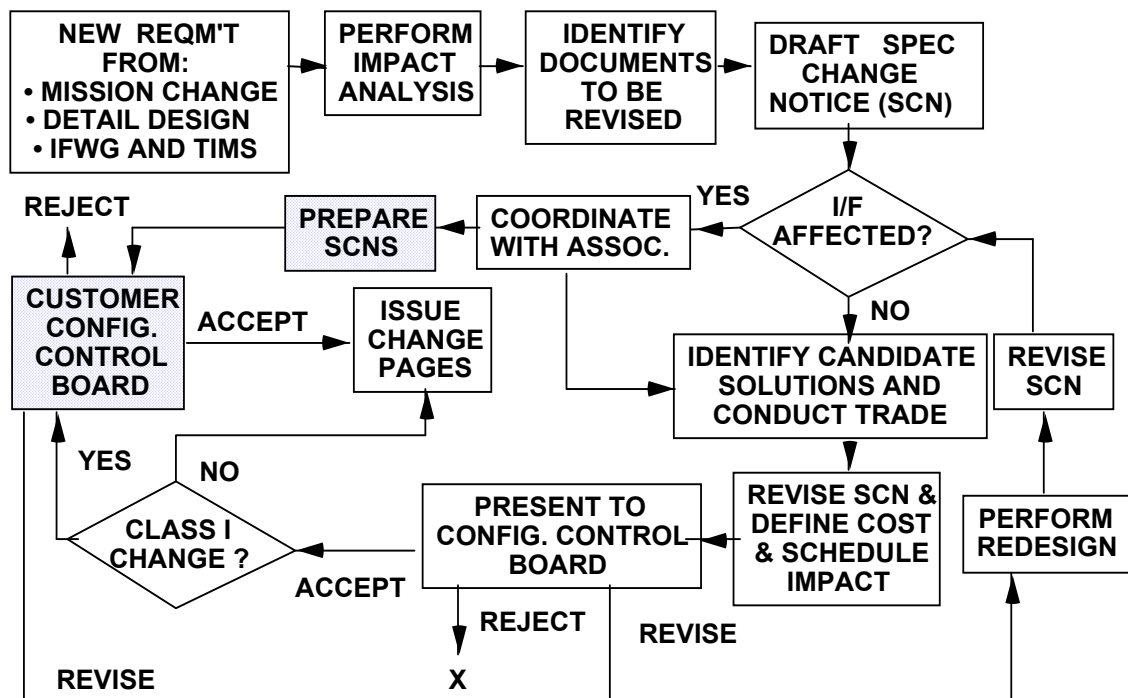 NEW REQM'T
FROM:
• MISSION CHANGE
• DETAIL DESIGN
• IFWG AND TIMS
PERFORM
IMPACT
ANALYSIS
IDENTIFY
DOCUMENTS
TO BE
REVISED
DRAFT SPEC
CHANGE
NOTICE (SCN)
I/F
AFFECTED?
YES
NO
COORDINATE
WITH ASSOC.
PREPARE
SCNS
REJECT
CUSTOMER
CONFIG.
CONTROL
BOARD
ACCEPT
ISSUE
CHANGE
PAGES
IDENTIFY CANDIDATE
SOLUTIONS AND
CONDUCT TRADE
REVISE
SCN
YES
NO
CLASS I
CHANGE ?
ACCEPT
PRESENT TO
CONFIG. CONTROL
BOARD
REVISE SCN &
DEFINE COST
& SCHEDULE
IMPACT
PERFORM
REDESIGN
REJECT
X
REVISE
REVISE